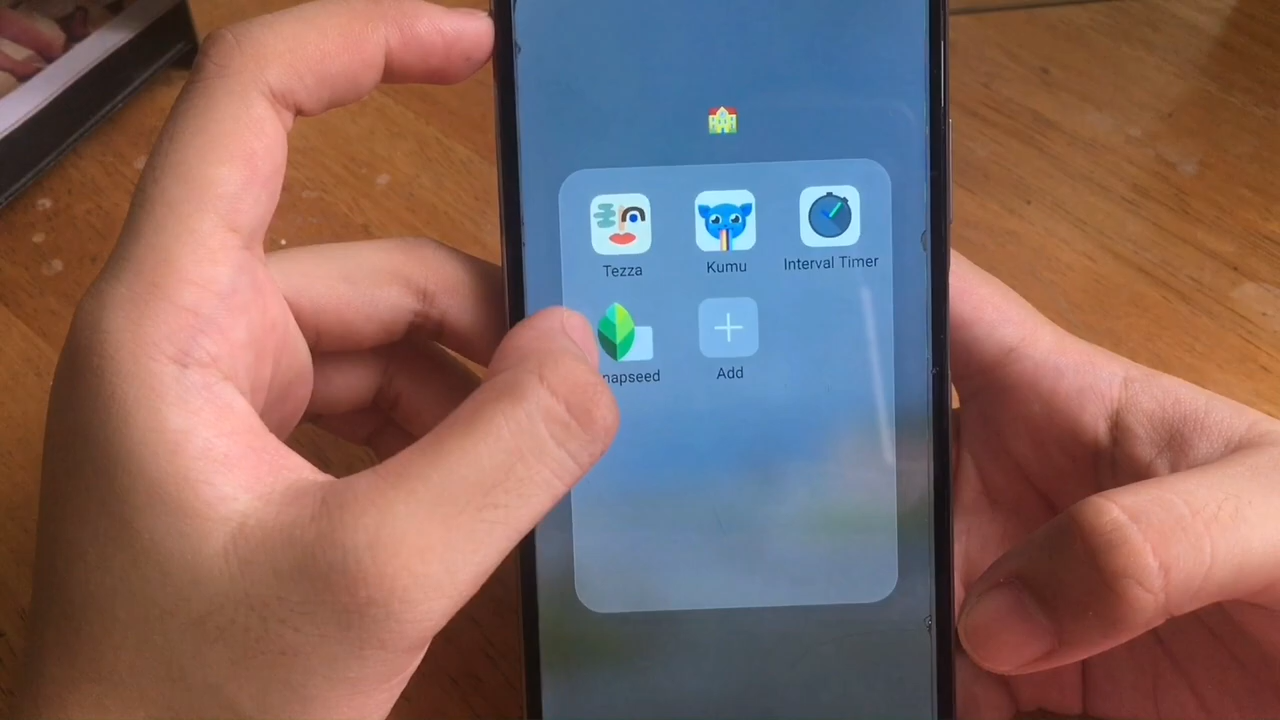 Tezza
Kumu
Interval Timer
napseed
Add